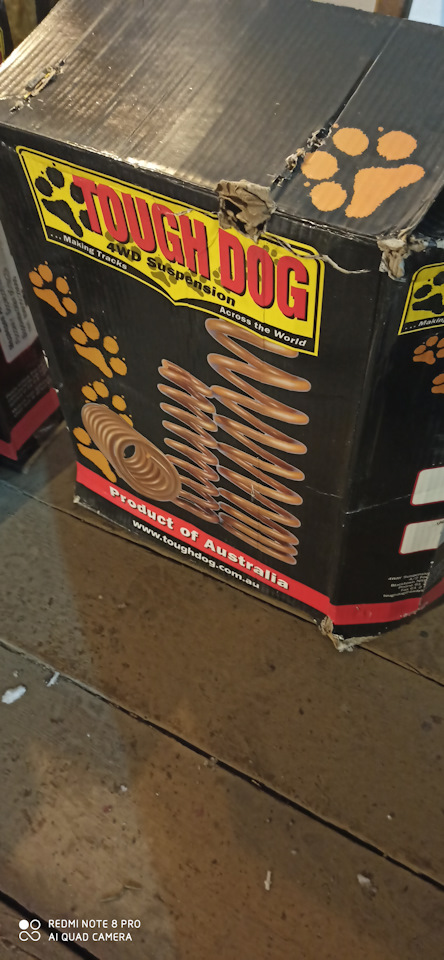 TOUGH DOG
4WD Suspension
... Making Tracks
Across the World
Product of Australia
www.toughdog.com.au
... Making
REDMI NOTE 8 PRO
AI QUAD CAMERA